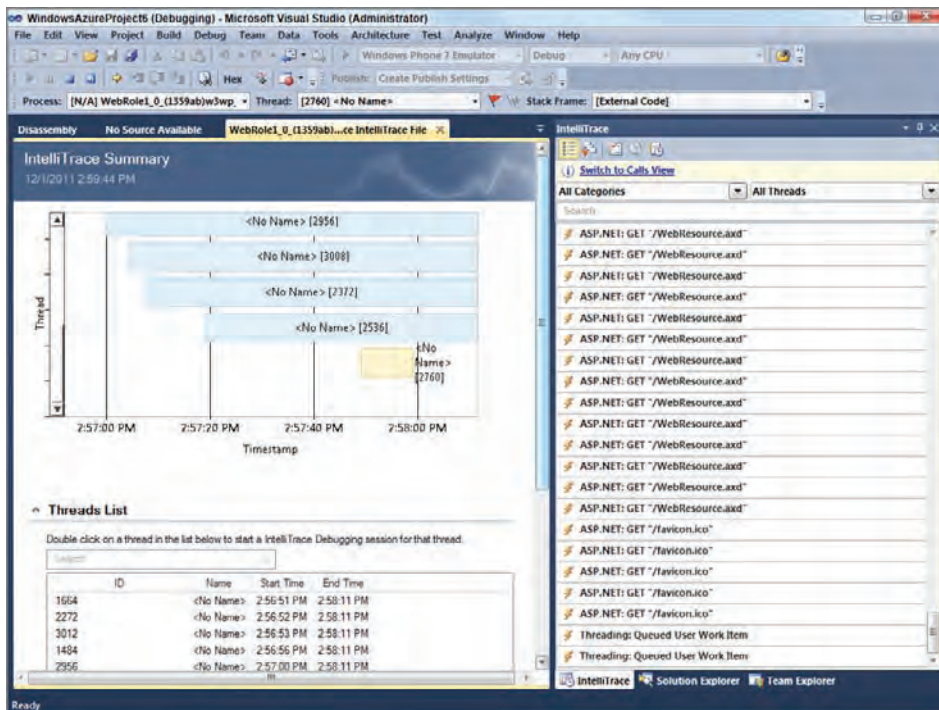 WindowsAzureProject6 (Debugging) - Microsoft Visual Studio (Administrator)
File Edit View Project Build Debug Team Data Tools Architecture Test Analyze Window Help
Windows Phone 7 Emulator Debug Any CPU
Hex Publish: Create Publish Settings
Process: [N/A] WebRole1_0_(1359ab)w3wp_ Thread: [2760] <No Name> Stack Frame: [External Code]
Disassembly No Source Available WebRole1_0_(1359ab)...ce IntelliTrace File
IntelliTrace Summary
12/1/2011 2:59:44 PM
<No Name> [2956]
<No Name> [3008]
<No Name> [2372]
<No Name> [2536]
<No
Name>
[2760]
Thread
2:57:00 PM 2:57:20 PM 2:57:40 PM 2:58:00 PM
Timestamp
Threads List
Double click on a thread in the list below to start a IntelliTrace Debugging session for that thread.
Search
ID Name Start Time End Time
1664 <No Name> 2:56:51 PM 2:58:11 PM
2272 <No Name> 2:56:52 PM 2:58:11 PM
3012 <No Name> 2:56:53 PM 2:58:11 PM
1484 <No Name> 2:56:56 PM 2:58:11 PM
2956 <No Name> 2:57:00 PM 2:58:11 PM
IntelliTrace
Switch to Calls View
All Categories All Threads
Search
ASP.NET: GET "/WebResource.axd"
ASP.NET: GET "/WebResource.axd"
ASP.NET: GET "/WebResource.axd"
ASP.NET: GET "/WebResource.axd"
ASP.NET: GET "/WebResource.axd"
ASP.NET: GET "/WebResource.axd"
ASP.NET: GET "/WebResource.axd"
ASP.NET: GET "/WebResource.axd"
ASP.NET: GET "/WebResource.axd"
ASP.NET: GET "/WebResource.axd"
ASP.NET: GET "/WebResource.axd"
ASP.NET: GET "/WebResource.axd"
ASP.NET: GET "/WebResource.axd"
ASP.NET: GET "/WebResource.axd"
ASP.NET: GET "/favicon.ico"
ASP.NET: GET "/favicon.ico"
ASP.NET: GET "/favicon.ico"
ASP.NET: GET "/favicon.ico"
ASP.NET: GET "/favicon.ico"
Threading: Queued User Work Item
Threading: Queued User Work Item
IntelliTrace Solution Explorer Team Explorer
Ready